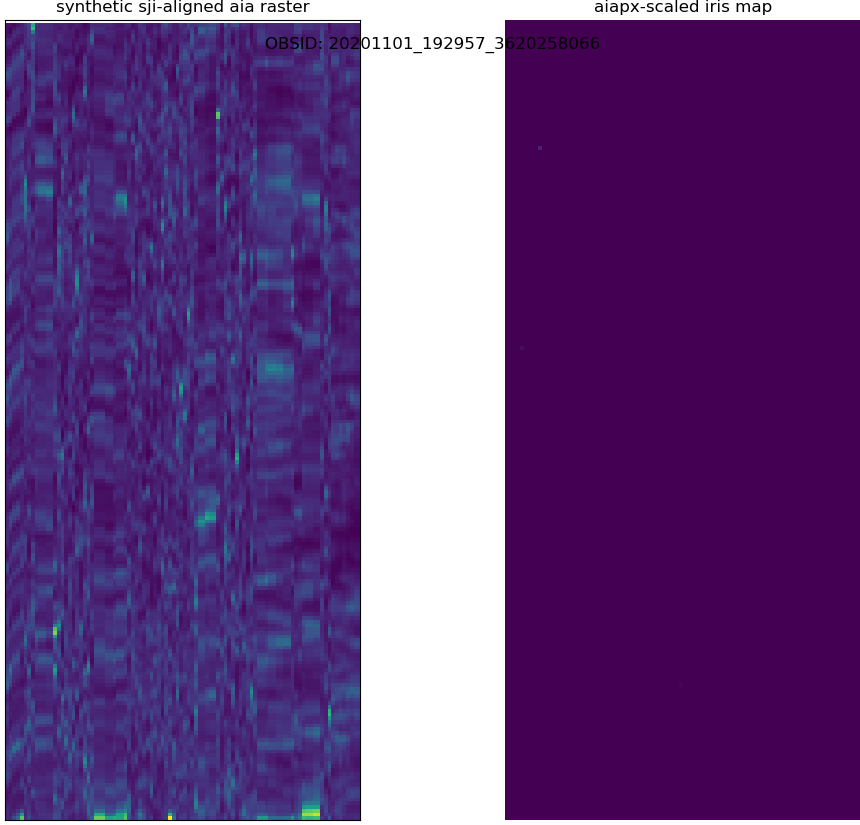 synthetic sji-aligned aia raster
aiapx-scaled iris map
OBSID: 20201101_192957_3620258066